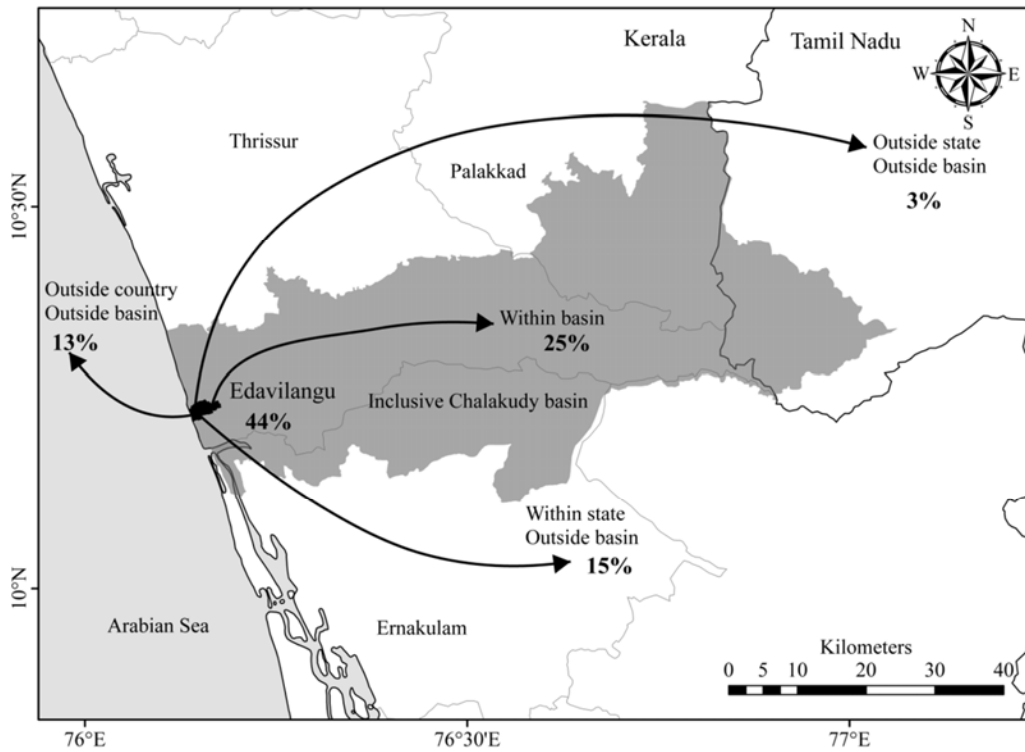 Kerala
Tamil Nadu
N
W
E
S
Thrissur
Palakkad
Outside state
Outside basin
3%
10°30'N
Outside country
Outside basin
13%
Within basin
25%
Edavilangu
44%
Inclusive Chalakudy basin
Within state
Outside basin
15%
10°N
Arabian Sea
Ernakulam
Kilometers
0 5 10 20 30 40
76°E
76°30'E
77°E